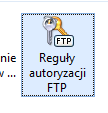 FTP
nie
w ...
Reguły
autoryzacji
FTP